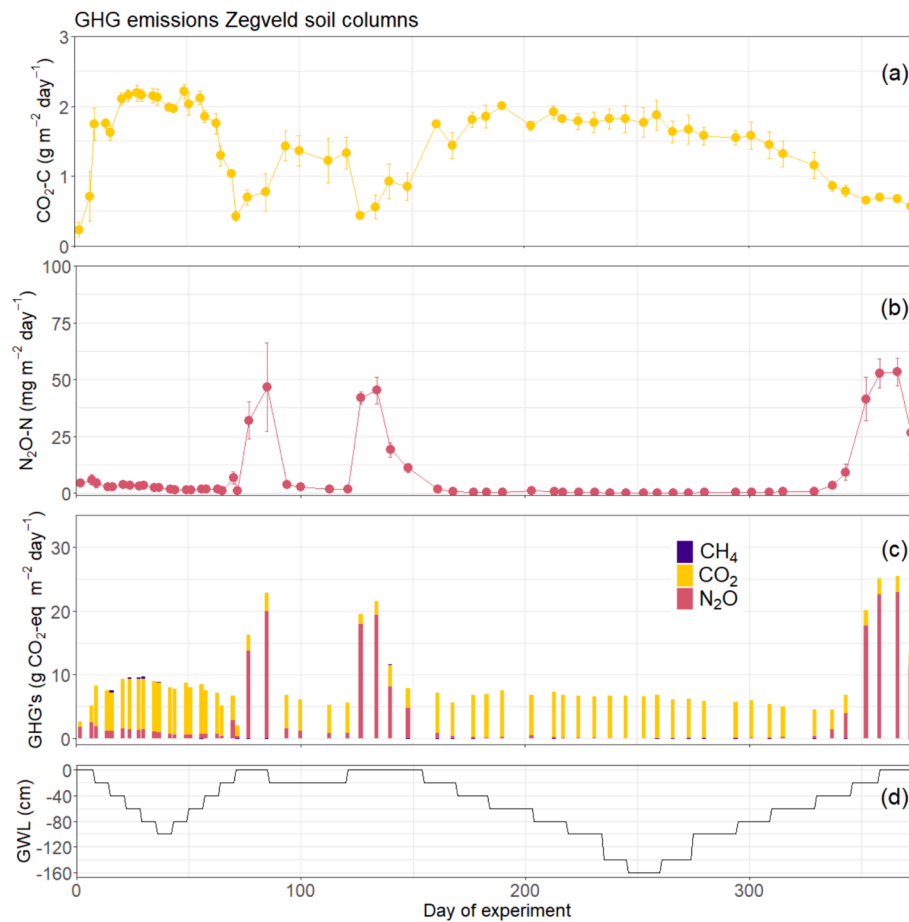 GHG emissions Zegveld soil columns
(a)
CO₂-C (g m⁻² day⁻¹)
3
2
1
0
(b)
N₂O-N (mg m⁻² day⁻¹)
100
75
50
25
0
(c)
GHG's (g CO₂-eq m⁻² day⁻¹)
30
20
10
0
CH₄
CO₂
N₂O
(d)
GWL (cm)
0
-40
-80
-120
-160
0 100 200 300
Day of experiment